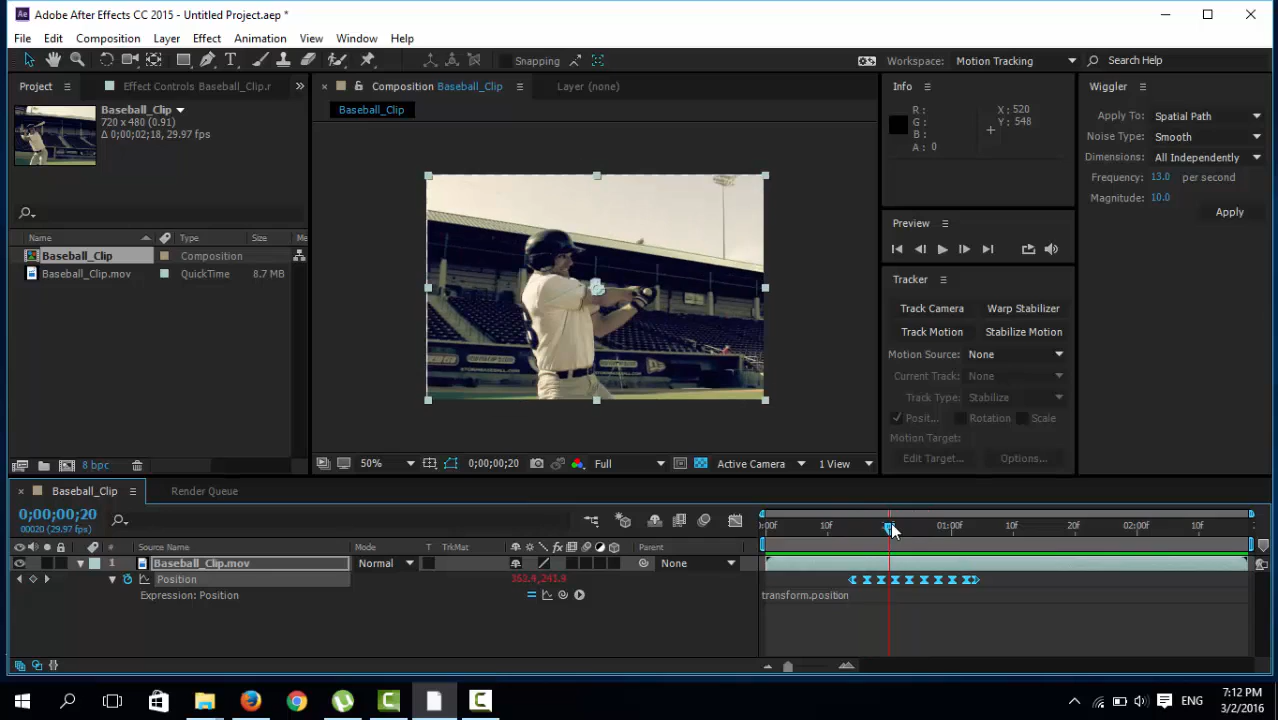 Adobe After Effects CC 2015 - Untitled Project.aep *
File Edit Composition Layer Effect Animation View Window Help
Snapping
Workspace: Motion Tracking
Search Help
Project
Effect Controls Baseball_Clip.r
Composition Baseball_Clip
Layer (none)
Info
Wiggler
Baseball_Clip
720 x 480 (0.91)
Δ 0;00;02;18, 29.97 fps
Baseball_Clip
R :
G :
B :
A : 0
X : 520
Y : 548
Apply To: Spatial Path
Noise Type: Smooth
Dimensions: All Independently
Frequency: 13.0 per second
Magnitude: 10.0
Apply
Preview
Name Type Size Me
Baseball_Clip Composition
Baseball_Clip.mov QuickTime 8.7 MB
Tracker
Track Camera Warp Stabilizer
Track Motion Stabilize Motion
Motion Source: None
Current Track: None
Track Type: Stabilize
Posit... Rotation Scale
Motion Target:
Edit Target... Options...
8 bpc
50% 0;00;00;20 Full Active Camera 1 View
Baseball_Clip
Render Queue
0;00;00;20
00020 (29.97 fps)
0:00f 10f 01:00f 10f 20f 02:00f 10f
# Source Name Mode T TrkMat Parent
1 Baseball_Clip.mov Normal None
Position
Expression: Position
transform.position
ENG
7:12 PM
3/2/2016